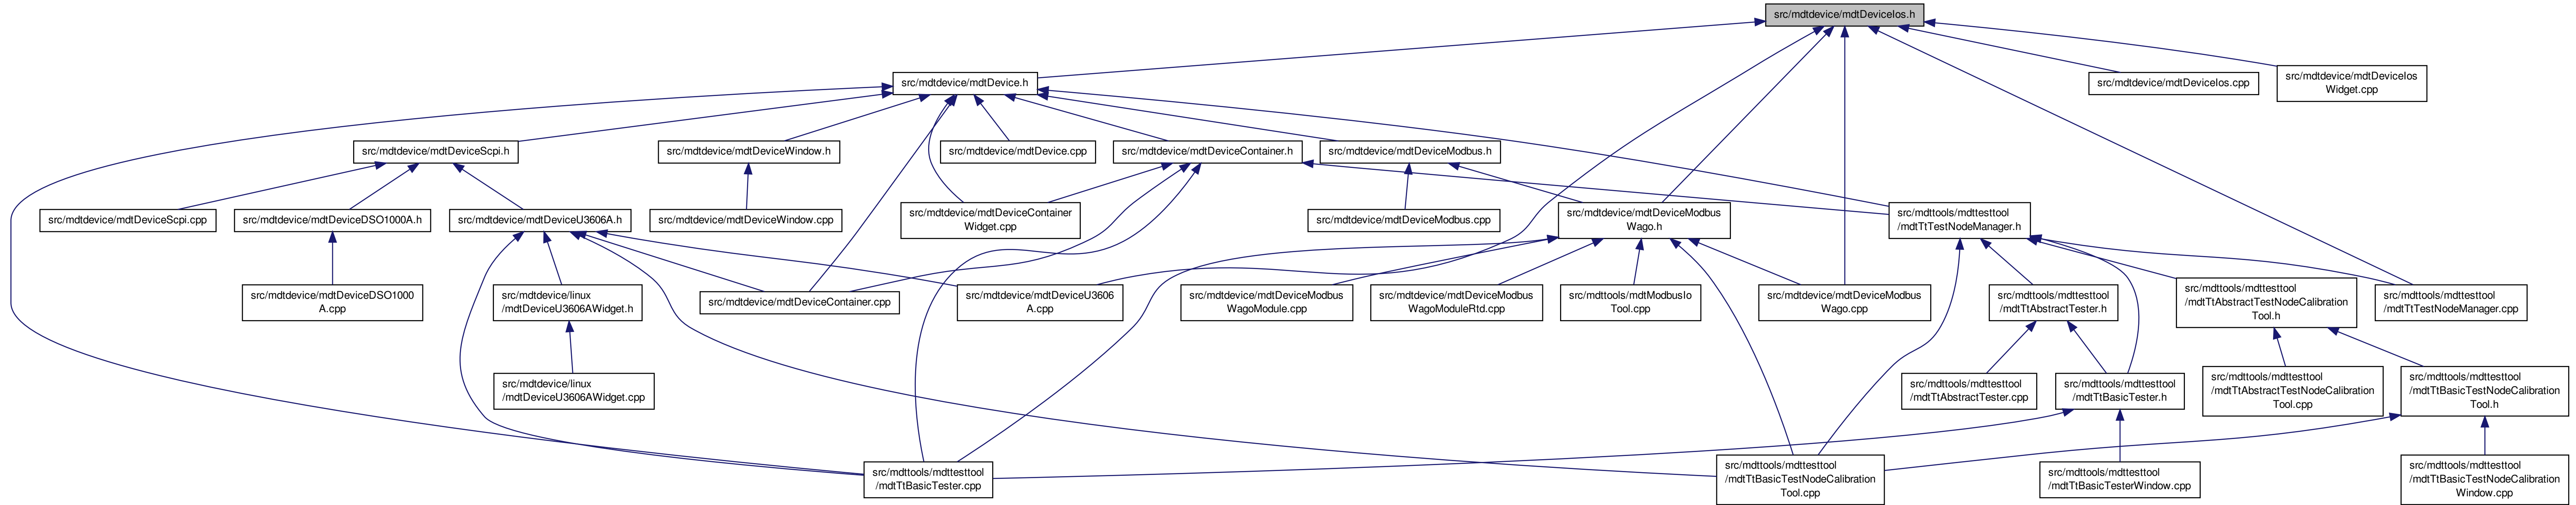 src/mdtdevice/mdtDeviceIos.h
src/mdtdevice/mdtDevice.h
src/mdtdevice/mdtDeviceIos.cpp
src/mdtdevice/mdtDeviceIos
Widget.cpp
src/mdtdevice/mdtDeviceScpi.h
src/mdtdevice/mdtDeviceWindow.h
src/mdtdevice/mdtDevice.cpp
src/mdtdevice/mdtDeviceContainer.h
src/mdtdevice/mdtDeviceModbus.h
src/mdtdevice/mdtDeviceScpi.cpp
src/mdtdevice/mdtDeviceDSO1000A.h
src/mdtdevice/mdtDeviceU3606A.h
src/mdtdevice/mdtDeviceWindow.cpp
src/mdtdevice/mdtDeviceContainer
Widget.cpp
src/mdtdevice/mdtDeviceModbus.cpp
src/mdtdevice/mdtDeviceModbus
Wago.h
src/mdttools/mdttesttool
/mdtTtTestNodeManager.h
src/mdtdevice/mdtDeviceDSO1000
A.cpp
src/mdtdevice/linux
/mdtDeviceU3606AWidget.h
src/mdtdevice/mdtDeviceContainer.cpp
src/mdtdevice/mdtDeviceU3606
A.cpp
src/mdtdevice/mdtDeviceModbus
WagoModule.cpp
src/mdtdevice/mdtDeviceModbus
WagoModuleRtd.cpp
src/mdttools/mdtModbusIo
Tool.cpp
src/mdtdevice/mdtDeviceModbus
Wago.cpp
src/mdttools/mdttesttool
/mdtTtAbstractTester.h
src/mdttools/mdttesttool
/mdtTtAbstractTestNodeCalibration
Tool.h
src/mdttools/mdttesttool
/mdtTtTestNodeManager.cpp
src/mdtdevice/linux
/mdtDeviceU3606AWidget.cpp
src/mdttools/mdttesttool
/mdtTtAbstractTester.cpp
src/mdttools/mdttesttool
/mdtTtBasicTester.h
src/mdttools/mdttesttool
/mdtTtAbstractTestNodeCalibration
Tool.cpp
src/mdttools/mdttesttool
/mdtTtBasicTestNodeCalibration
Tool.h
src/mdttools/mdttesttool
/mdtTtBasicTester.cpp
src/mdttools/mdttesttool
/mdtTtBasicTestNodeCalibration
Tool.cpp
src/mdttools/mdttesttool
/mdtTtBasicTesterWindow.cpp
src/mdttools/mdttesttool
/mdtTtBasicTestNodeCalibration
Window.cpp